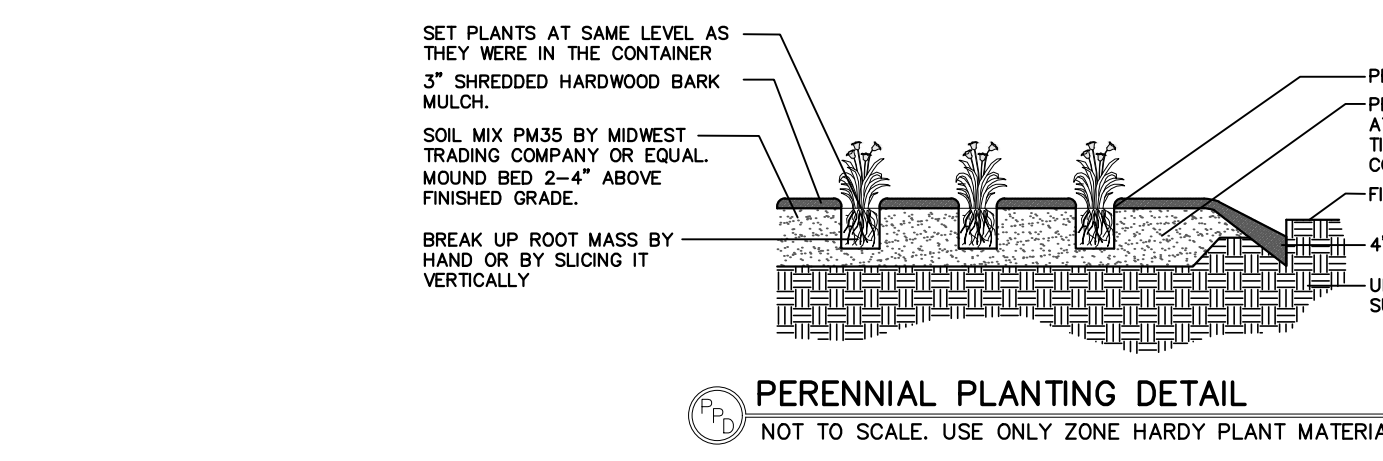 SET PLANTS AT SAME LEVEL AS
THEY WERE IN THE CONTAINER
3" SHREDDED HARDWOOD BARK
MULCH.
SOIL MIX PM35 BY MIDWEST
TRADING COMPANY OR EQUAL.
MOUND BED 2-4" ABOVE
FINISHED GRADE.
BREAK UP ROOT MASS BY
HAND OR BY SLICING IT
VERTICALLY
4"
PPD
PERENNIAL PLANTING DETAIL
NOT TO SCALE. USE ONLY ZONE HARDY PLANT